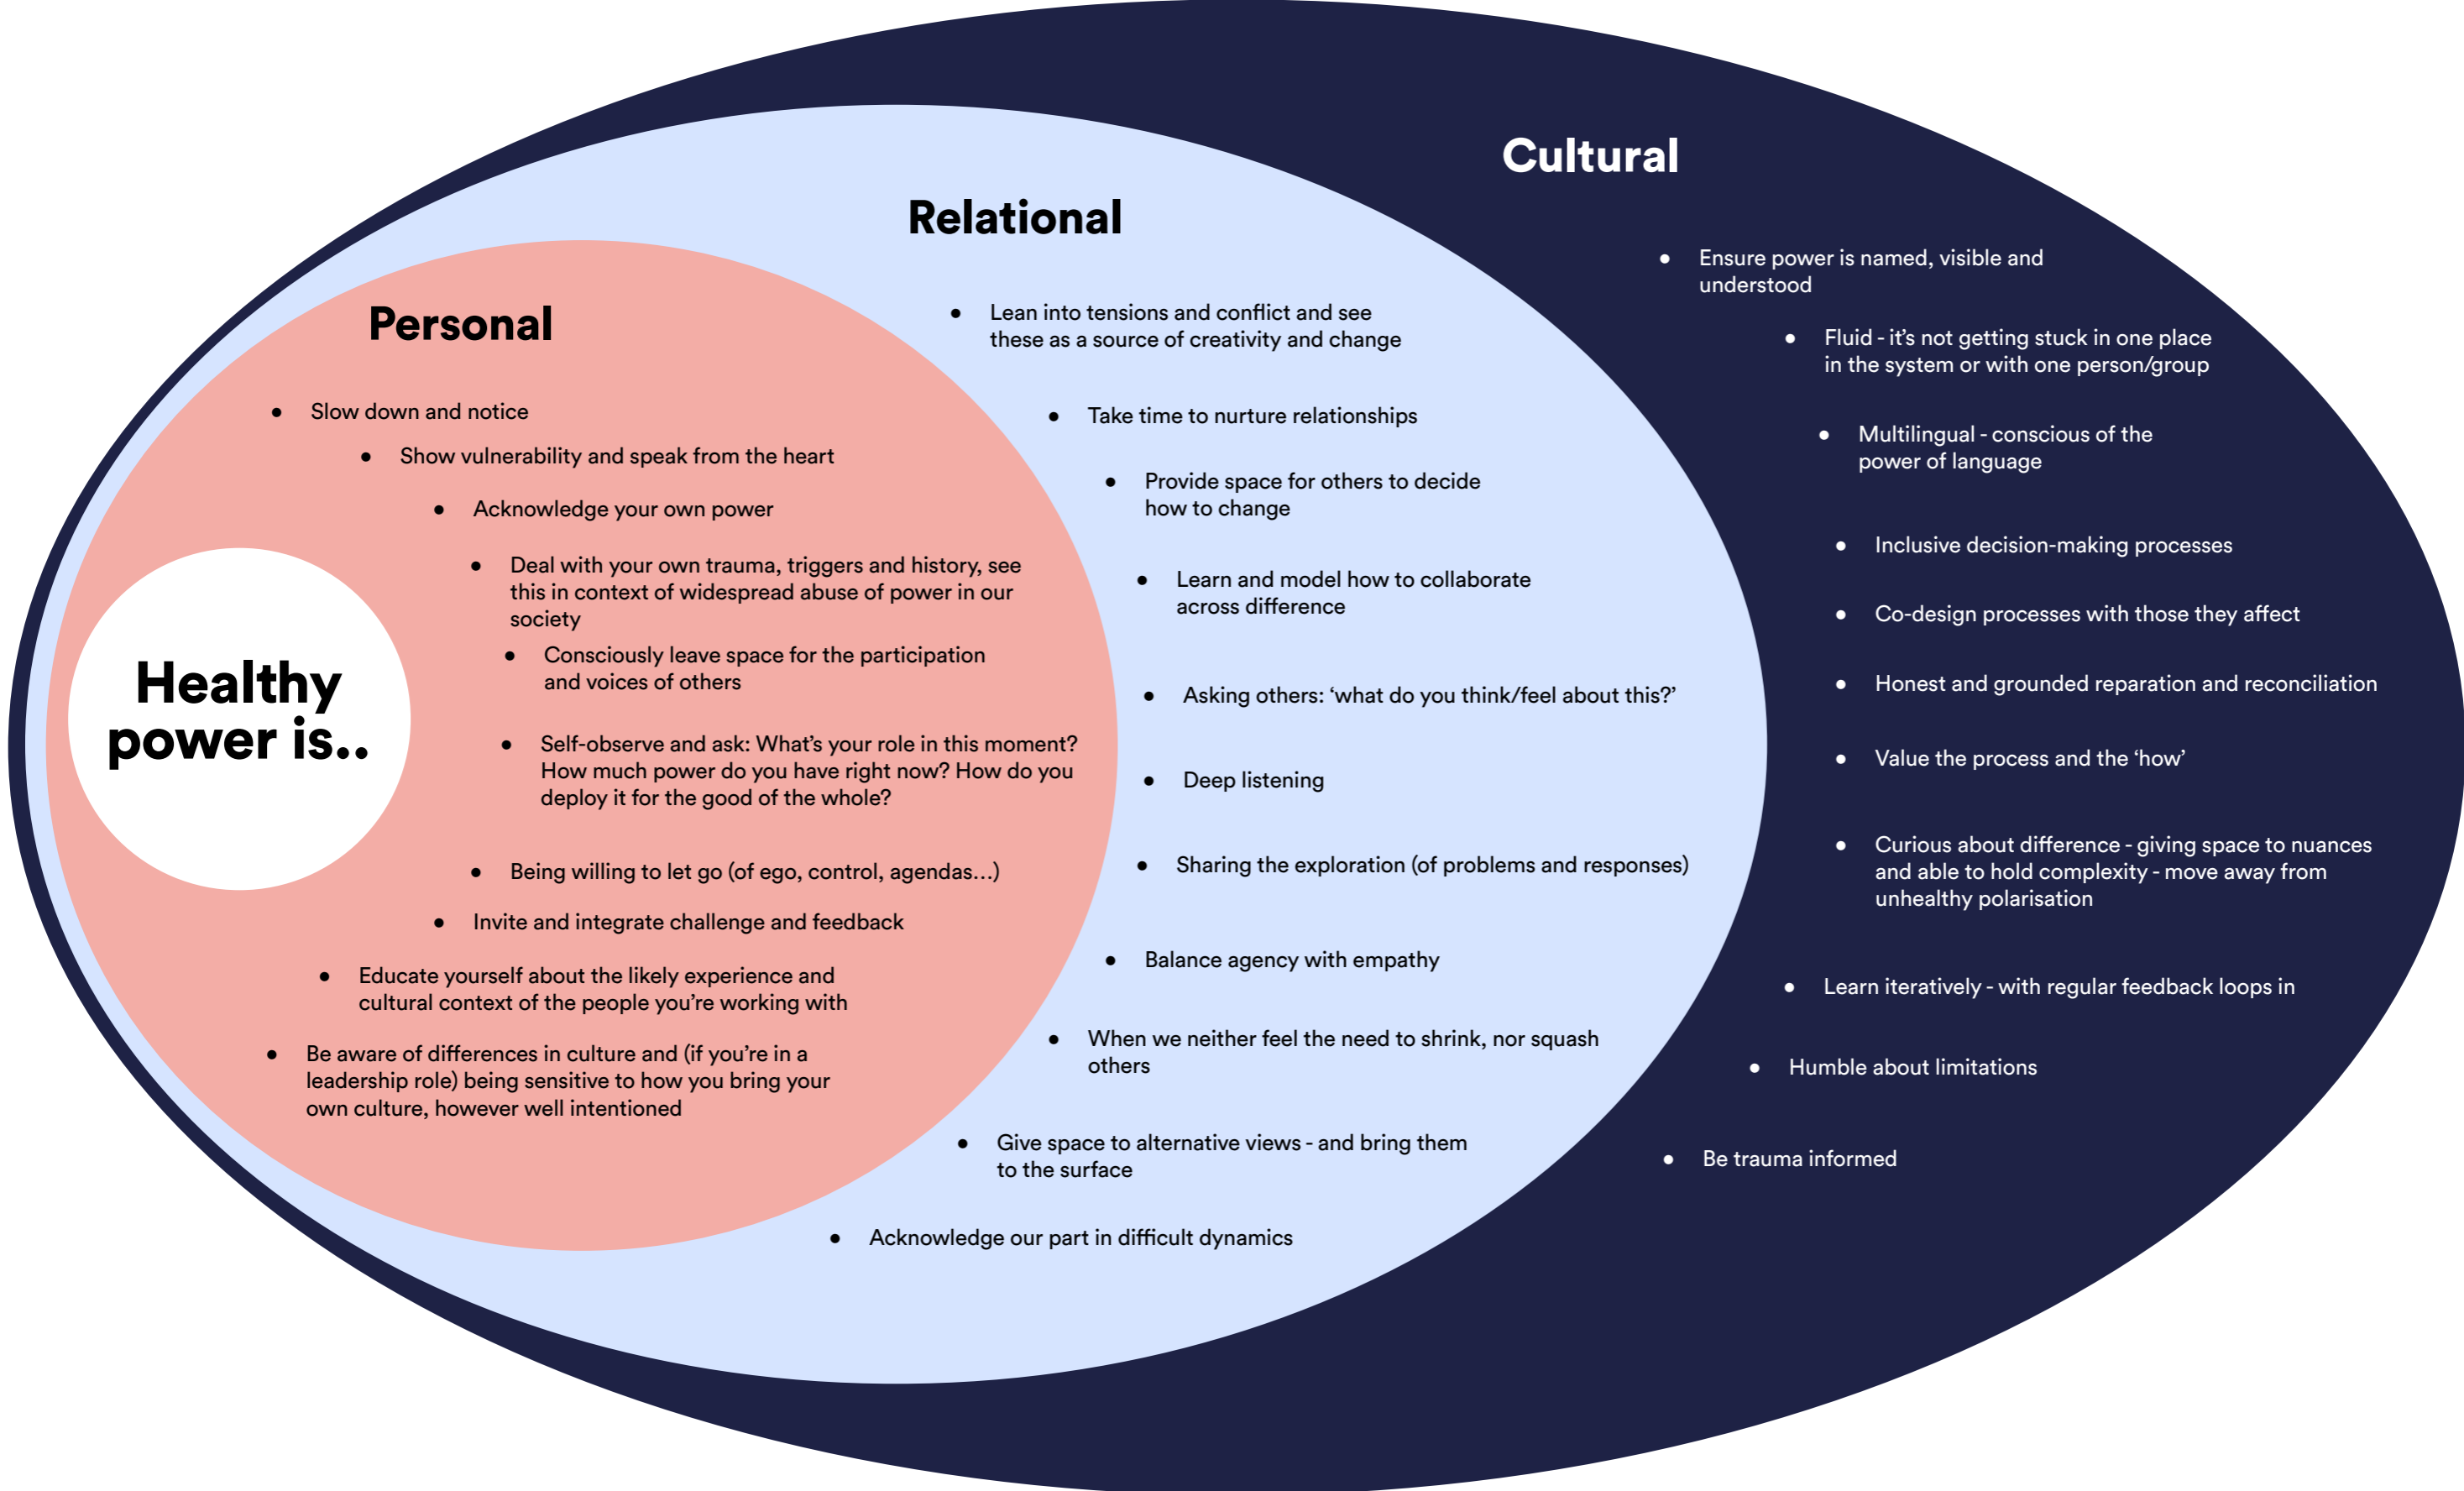 Healthy
power is..
Personal
● Slow down and notice
● Show vulnerability and speak from the heart
● Acknowledge your own power
● Deal with your own trauma, triggers and history, see
this in context of widespread abuse of power in our
society
● Consciously leave space for the participation
and voices of others
● Self-observe and ask: What’s your role in this moment?
How much power do you have right now? How do you
deploy it for the good of the whole?
● Being willing to let go (of ego, control, agendas…)
● Invite and integrate challenge and feedback
● Educate yourself about the likely experience and
cultural context of the people you’re working with
● Be aware of differences in culture and (if you’re in a
leadership role) being sensitive to how you bring your
own culture, however well intentioned
Relational
● Lean into tensions and conflict and see
these as a source of creativity and change
● Take time to nurture relationships
● Provide space for others to decide
how to change
● Learn and model how to collaborate
across difference
● Asking others: ‘what do you think/feel about this?’
● Deep listening
● Sharing the exploration (of problems and responses)
● Balance agency with empathy
● When we neither feel the need to shrink, nor squash
others
● Give space to alternative views - and bring them
to the surface
● Acknowledge our part in difficult dynamics
Cultural
● Ensure power is named, visible and
understood
● Fluid - it’s not getting stuck in one place
in the system or with one person/group
● Multilingual - conscious of the
power of language
● Inclusive decision-making processes
● Co-design processes with those they affect
● Honest and grounded reparation and reconciliation
● Value the process and the ‘how’
● Curious about difference - giving space to nuances
and able to hold complexity - move away from
unhealthy polarisation
● Learn iteratively - with regular feedback loops in
● Humble about limitations
● Be trauma informed